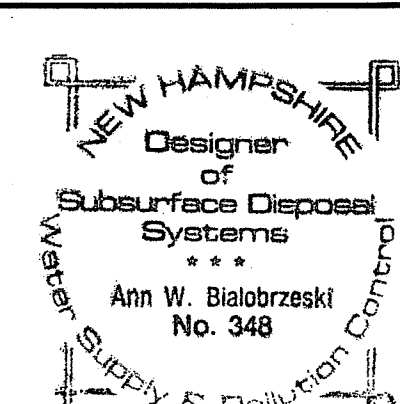 NEW HAMPSHIRE
Designer
of
Subsurface Disposal
Systems
* * *
Ann W. Bialobrzeski
No. 348
Water Supply & Pollution Control